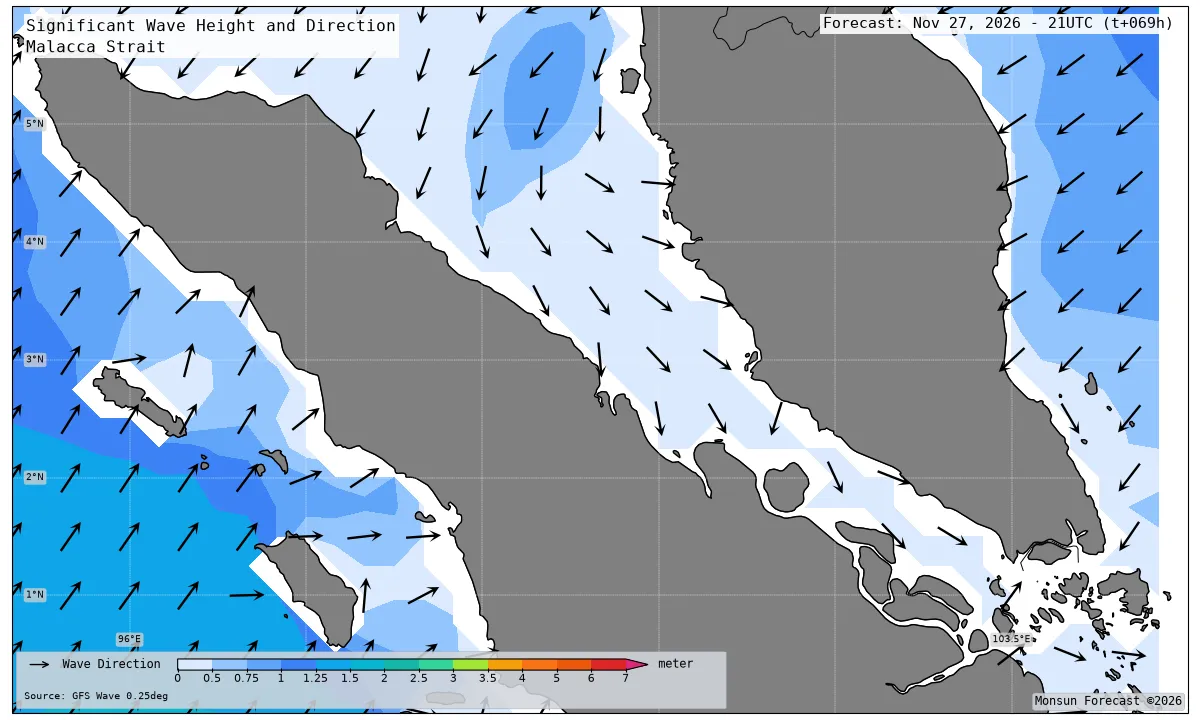 Significant Wave Height and Direction
Malacca Strait
Forecast: Nov 27, 2026 - 21UTC (t+069h)
5°N
4°N
3°N
2°N
1°N
96°E
103.5°E
Wave Direction
meter
0 0.5 0.75 1 1.25 1.5 2 2.5 3 3.5 4 5 6 7
Source: GFS Wave 0.25deg
Monsun Forecast ©2026